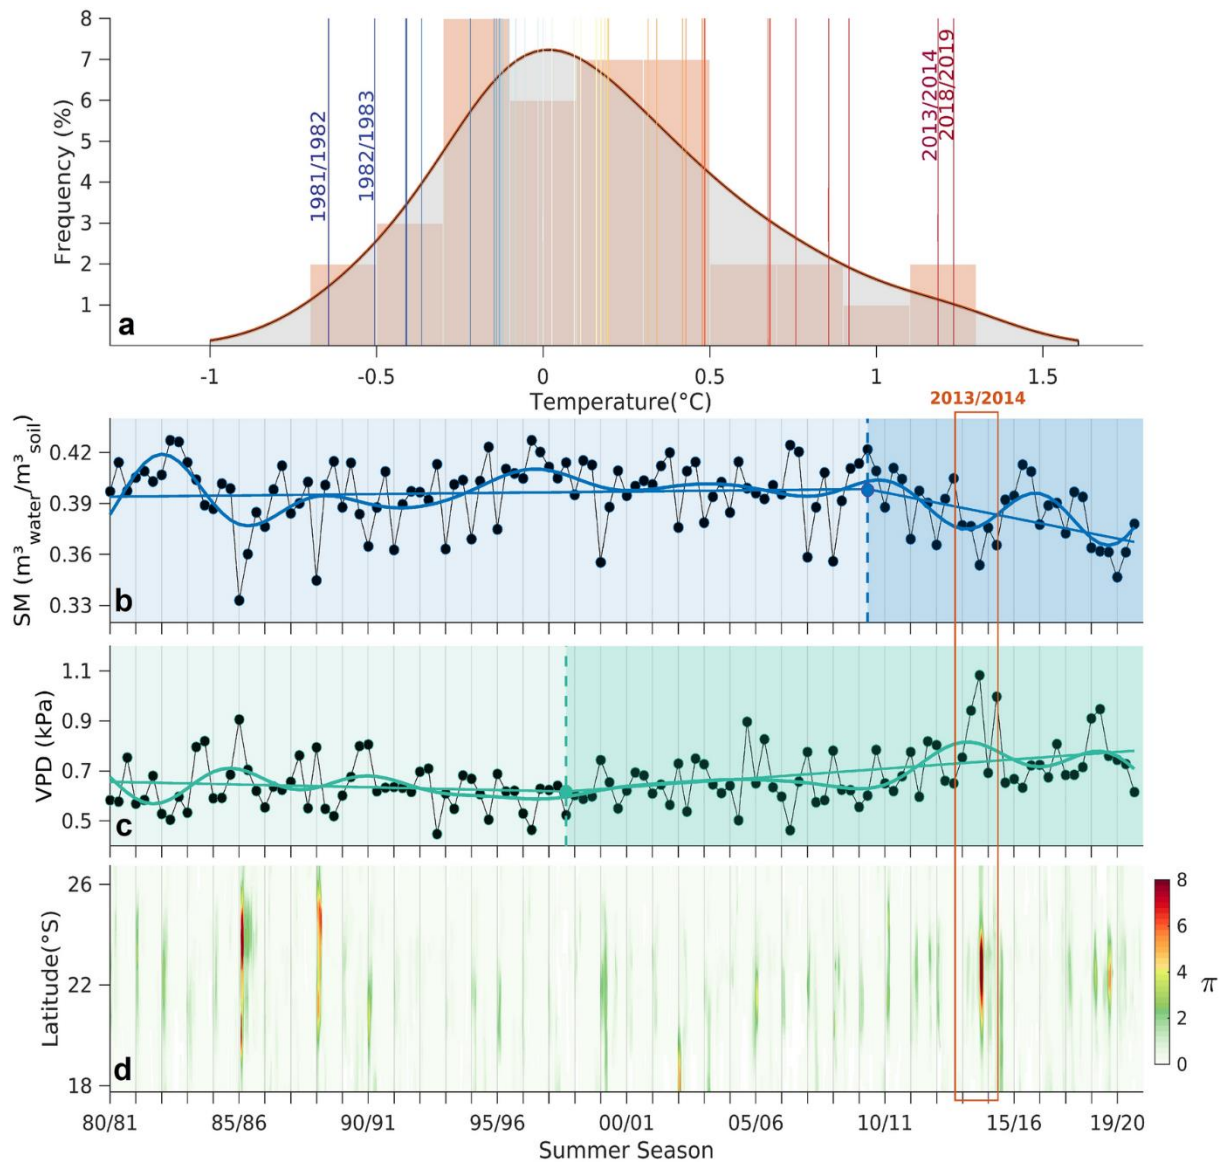 8
7
6
5
4
3
2
1
Frequency (%)
1981/1982
1982/1983
2013/2014
2018/2019
a
-1 -0.5 0 0.5 1 1.5
Temperature(°C)
2013/2014
0.42
0.39
0.36
0.33
SM (m³water/m³soil)
b
1.1
0.9
0.7
0.5
VPD (kPa)
c
26
22
18
Latitude(°S)
d
8
6
4
2
0
π
80/81 85/86 90/91 95/96 00/01 05/06 10/11 15/16 19/20
Summer Season